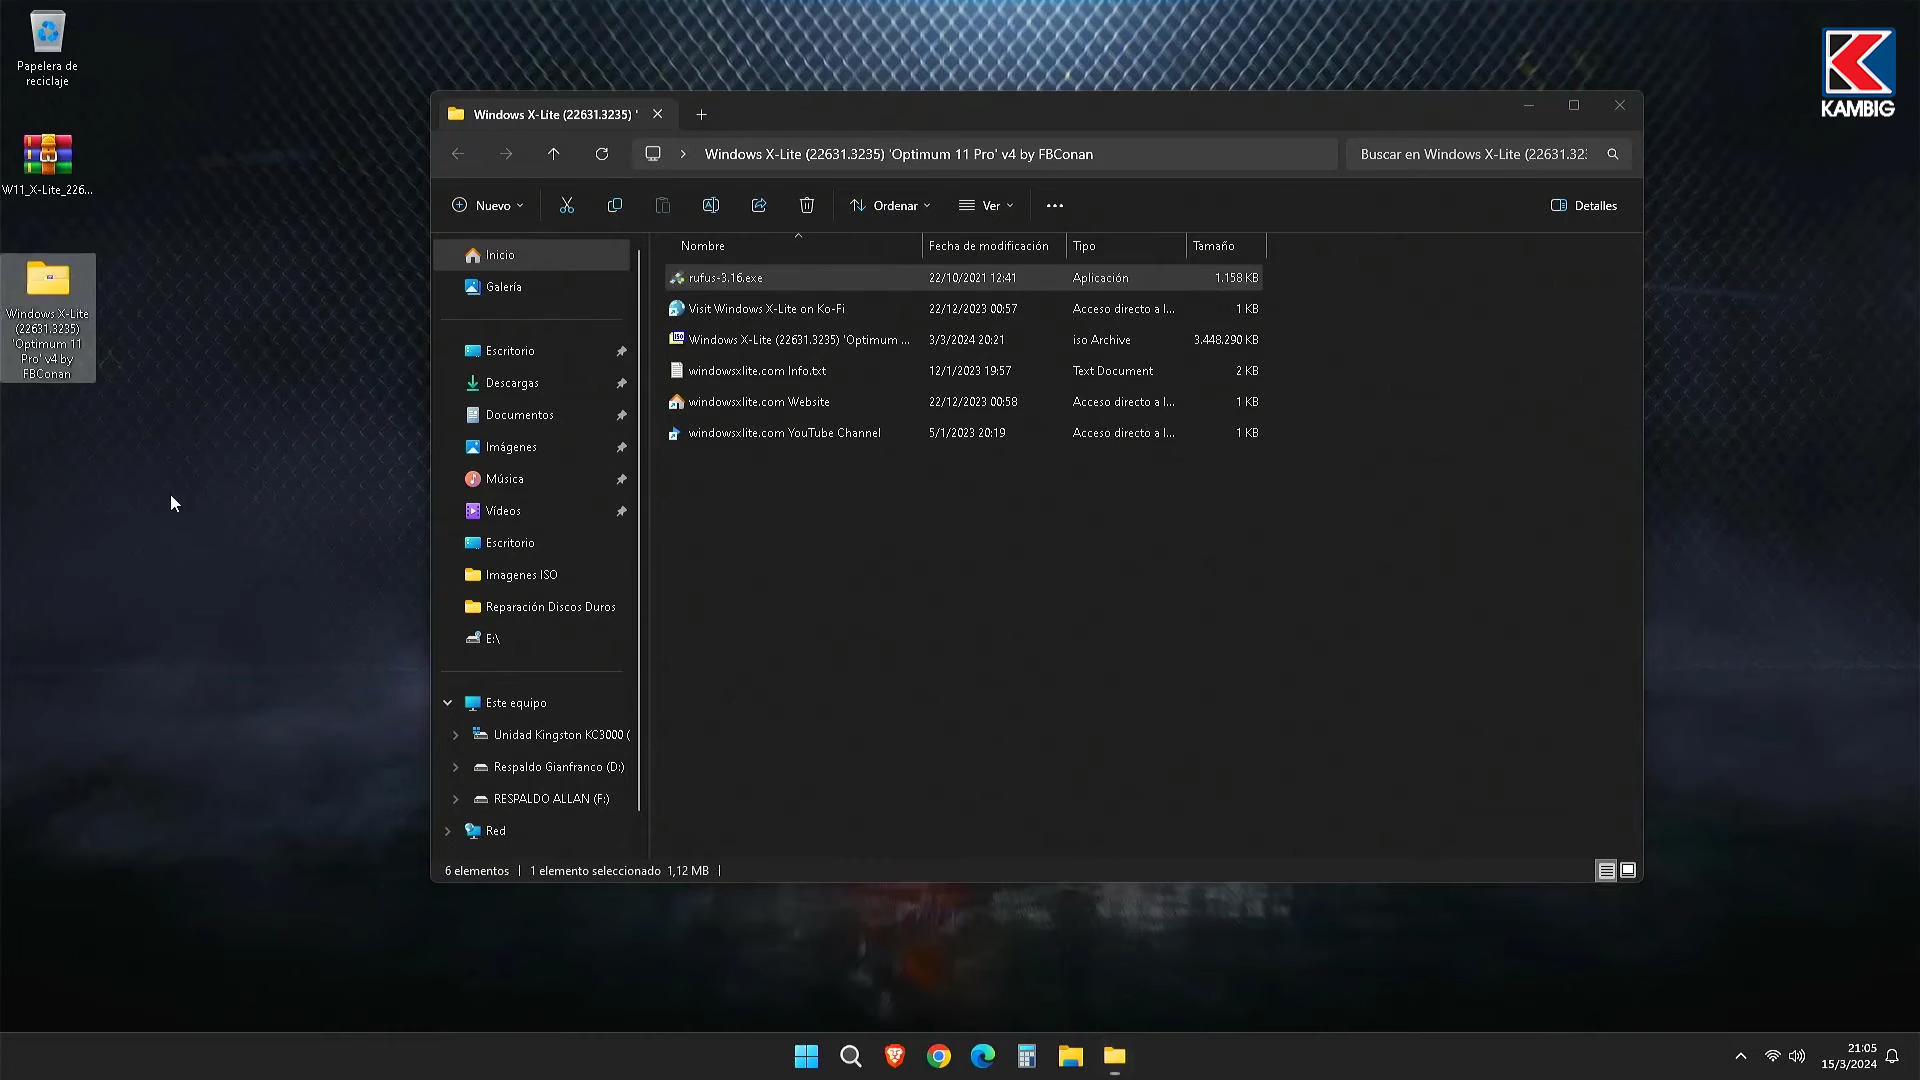 Papelera de
reciclaje
W11_X-Lite_226...
Windows X-Lite
(22631.3235)
'Optimum 11
Pro' v4 by
FBConan
KAMBIG
Windows X-Lite (22631.3235) '
Windows X-Lite (22631.3235) 'Optimum 11 Pro' v4 by FBConan
Buscar en Windows X-Lite (22631.32:
Nuevo
Ordenar
Ver
Detalles
Inicio
Galería
Escritorio
Descargas
Documentos
Imágenes
Música
Vídeos
Escritorio
Imagenes ISO
Reparación Discos Duros
E:\
Este equipo
Unidad Kingston KC3000 (
Respaldo Gianfranco (D:)
RESPALDO ALLAN (F:)
Red
Nombre Fecha de modificación Tipo Tamaño
rufus-3.16.exe 22/10/2021 12:41 Aplicación 1.158 KB
Visit Windows X-Lite on Ko-Fi 22/12/2023 00:57 Acceso directo a I... 1 KB
Windows X-Lite (22631.3235) 'Optimum ... 3/3/2024 20:21 iso Archive 3.448.290 KB
windowsxlite.com Info.txt 12/1/2023 19:57 Text Document 2 KB
windowsxlite.com Website 22/12/2023 00:58 Acceso directo a I... 1 KB
windowsxlite.com YouTube Channel 5/1/2023 20:19 Acceso directo a I... 1 KB
6 elementos 1 elemento seleccionado 1,12 MB
21:05
15/3/2024